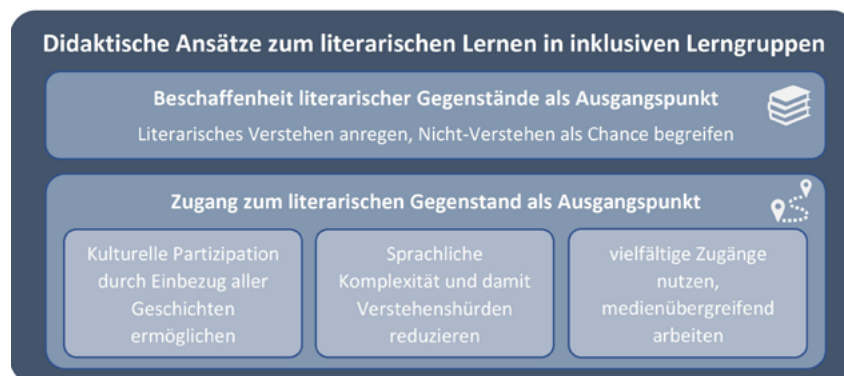 Didaktische Ansätze zum literarischen Lernen in inklusiven Lerngruppen
Beschaffenheit literarischer Gegenstände als Ausgangspunkt
Literarisches Verstehen anregen, Nicht-Verstehen als Chance begreifen
Zugang zum literarischen Gegenstand als Ausgangspunkt
Kulturelle Partizipation
durch Einbezug aller
Geschichten
ermöglichen
Sprachliche
Komplexität und damit
Verstehenshürden
reduzieren
vielfältige Zugänge
nutzen,
medienübergreifend
arbeiten